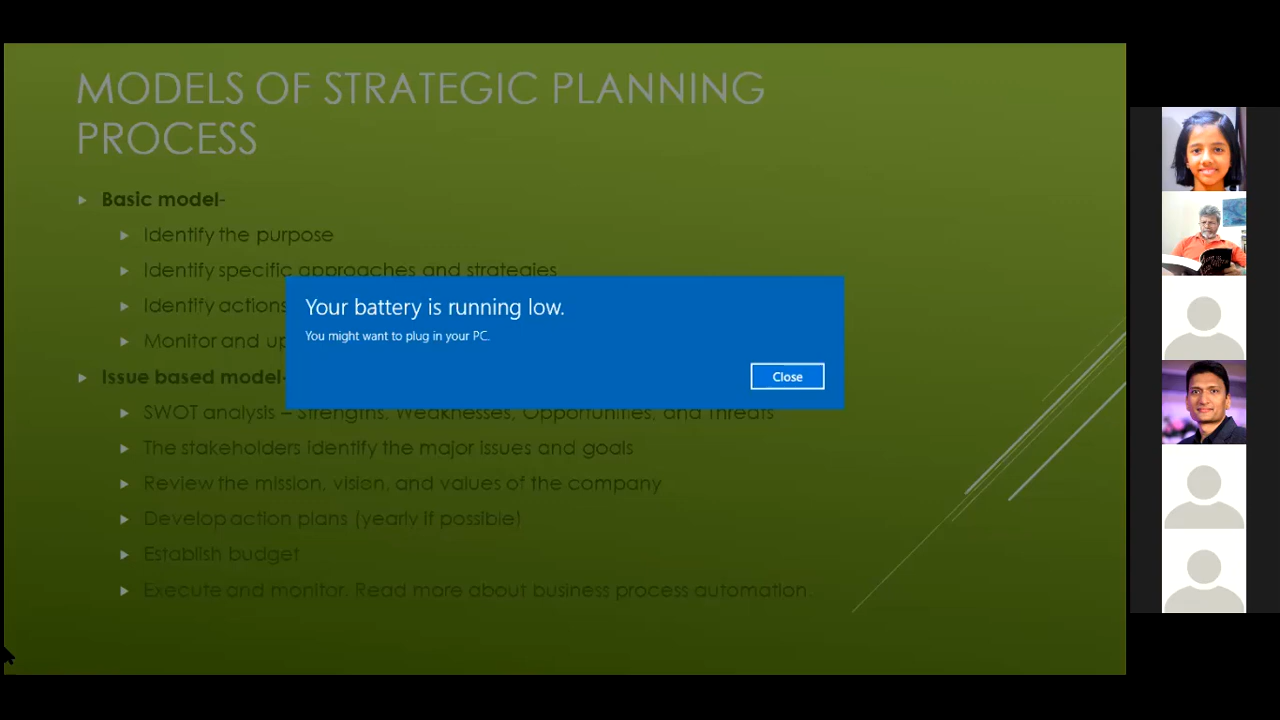 MODELS OF STRATEGIC PLANNING
PROCESS
Basic model-
Identify the purpose
Identify specific approaches and strategies
Identify actions
Monitor and up
Your battery is running low.
You might want to plug in your PC.
Close
Issue based model-
SWOT analysis – Strengths, Weaknesses, Opportunities, and Threats
The stakeholders identify the major issues and goals
Review the mission, vision, and values of the company
Develop action plans (yearly if possible)
Establish budget
Execute and monitor. Read more about business process automation.